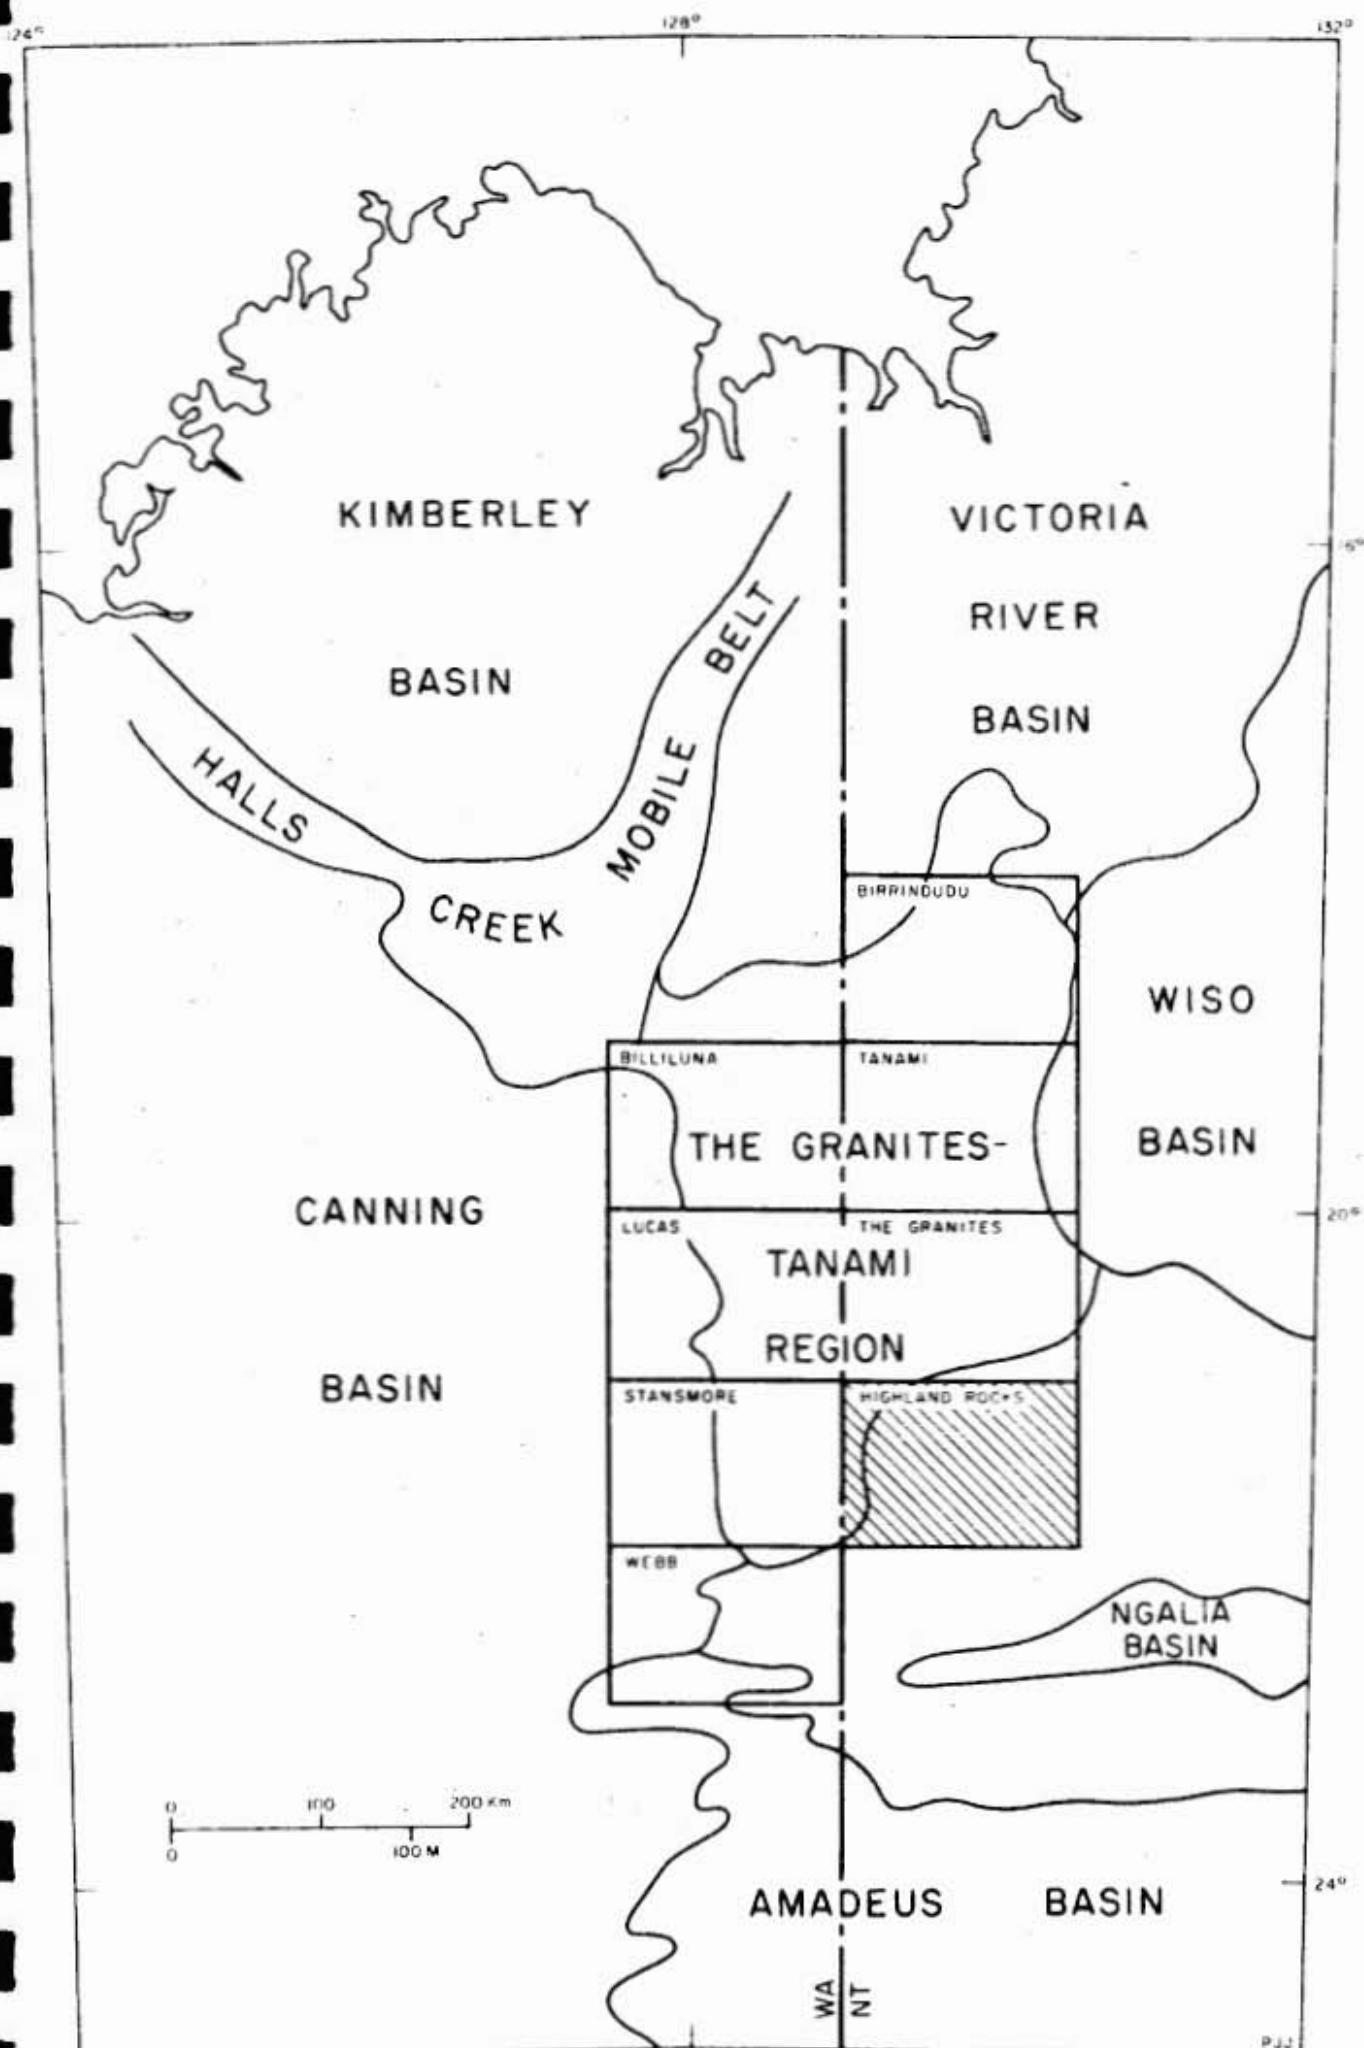 124°
128°
132°
KIMBERLEY
BASIN
VICTORIA
RIVER
BASIN
HALLS
CREEK
MOBILE
BELT
BIRRINDUDU
WISO
BASIN
BILLILUNA
TANAMI
THE GRANITES-
CANNING
BASIN
20°
LUCAS
THE GRANITES
TANAMI
REGION
STANSMORE
HIGHLAND ROCKS
WEBB
NGALIA
BASIN
0 100 200 Km
0 100 M
24°
AMADEUS BASIN
WA
NT